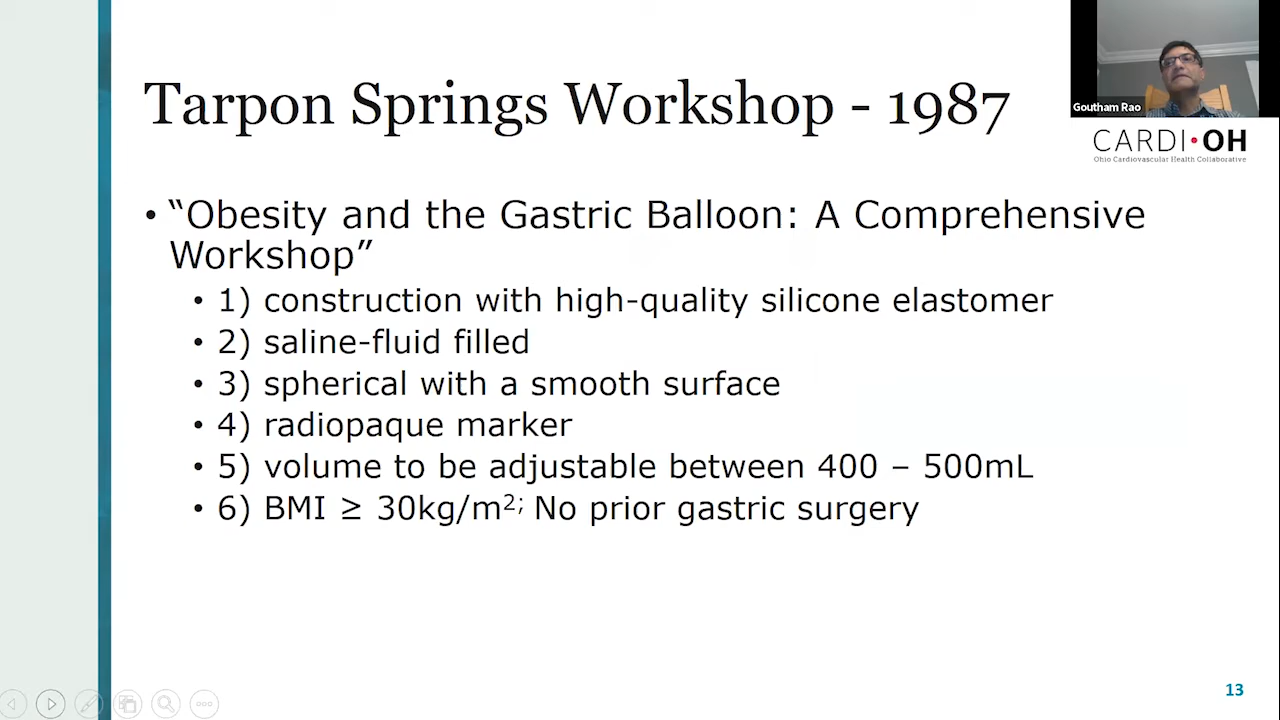 Tarpon Springs Workshop - 1987
Goutham Rao
CARDI•OH
Ohio Cardiovascular Health Collaborative
• “Obesity and the Gastric Balloon: A Comprehensive
Workshop”
• 1) construction with high-quality silicone elastomer
• 2) saline-fluid filled
• 3) spherical with a smooth surface
• 4) radiopaque marker
• 5) volume to be adjustable between 400 – 500mL
• 6) BMI ≥ 30kg/m²; No prior gastric surgery
13